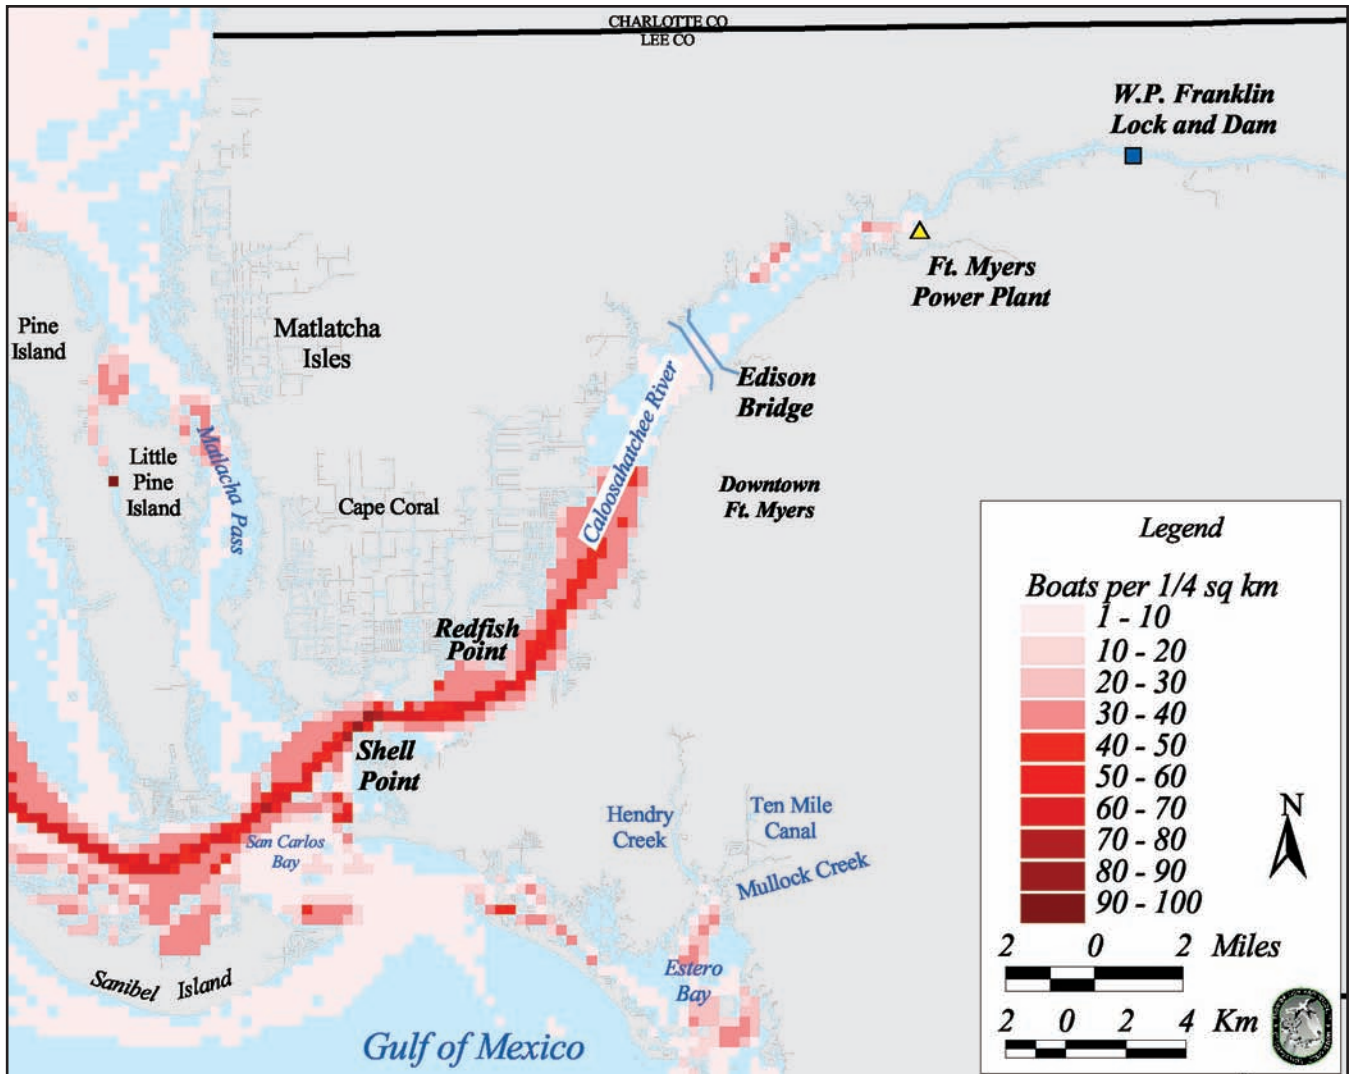 CHARLOTTE CO
LEE CO
W.P. Franklin
Lock and Dam
Ft. Myers
Power Plant
Pine
Island
Matlatcha
Isles
Edison
Bridge
Caloosahatchee River
Little
Pine
Island
Matlacha Pass
Cape Coral
Downtown
Ft. Myers
Redfish
Point
Shell
Point
San Carlos
Bay
Hendry
Creek
Ten Mile
Canal
Mullock Creek
Estero
Bay
Sanibel Island
Gulf of Mexico
Legend
Boats per 1/4 sq km
1 - 10
10 - 20
20 - 30
30 - 40
40 - 50
50 - 60
60 - 70
70 - 80
80 - 90
90 - 100
N
2 0 2 Miles
2 0 2 4 Km